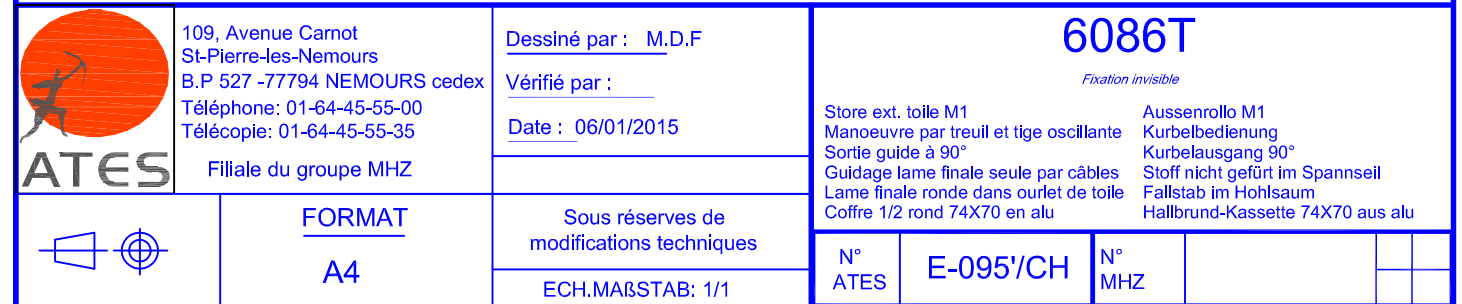 ATES
109, Avenue Carnot
St-Pierre-les-Nemours
B.P 527 -77794 NEMOURS cedex
Téléphone: 01-64-45-55-00
Télécopie: 01-64-45-55-35
Filiale du groupe MHZ
Dessiné par : M.D.F
Vérifié par :
Date : 06/01/2015
6086T
Fixation invisible
Store ext. toile M1
Manoeuvre par treuil et tige oscillante
Sortie guide à 90°
Guidage lame finale seule par câbles
Lame finale ronde dans ourlet de toile
Coffre 1/2 rond 74X70 en alu
Aussenrollo M1
Kurbelbedienung
Kurbelausgang 90°
Stoff nicht gefürt im Spannseil
Fallstab im Hohlsaum
Hallbrund-Kassette 74X70 aus alu
FORMAT
A4
Sous réserves de
modifications techniques
ECH.MAßSTAB: 1/1
N°
ATES
E-095'/CH
N°
MHZ